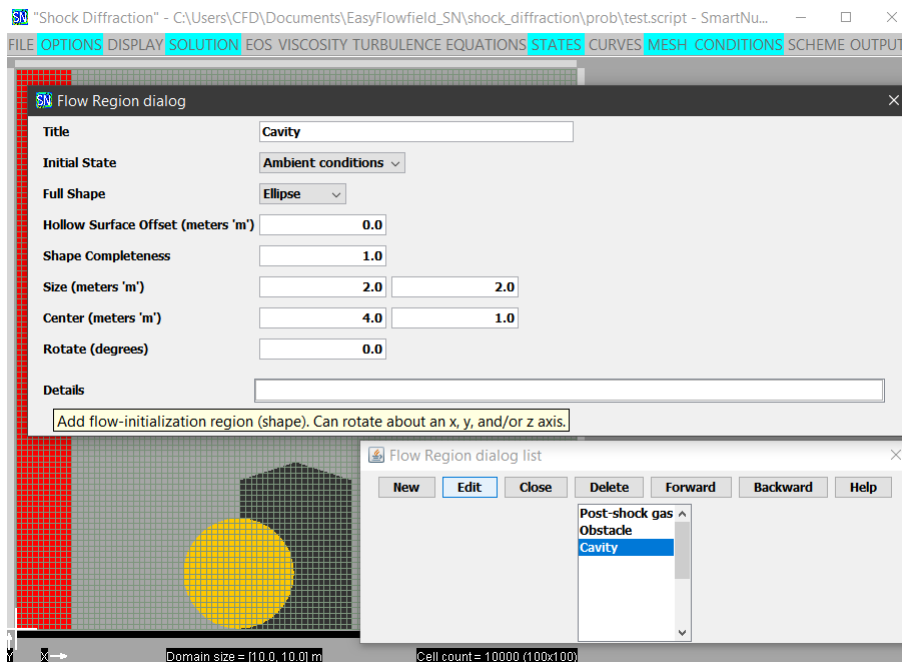 SN "Shock Diffraction" - C:\Users\CFD\Documents\EasyFlowfield_SN\shock_diffraction\prob\test.script - SmartNu...
FILE OPTIONS DISPLAY SOLUTION EOS VISCOSITY TURBULENCE EQUATIONS STATES CURVES MESH CONDITIONS SCHEME OUTPUT
SN Flow Region dialog
Title Cavity
Initial State Ambient conditions
Full Shape Ellipse
Hollow Surface Offset (meters 'm') 0.0
Shape Completeness 1.0
Size (meters 'm') 2.0 2.0
Center (meters 'm') 4.0 1.0
Rotate (degrees) 0.0
Details
Add flow-initialization region (shape). Can rotate about an x, y, and/or z axis.
Flow Region dialog list
New Edit Close Delete Forward Backward Help
Post-shock gas
Obstacle
Cavity
Y X Domain size = [10.0, 10.0] m Cell count= 10000 (100x100)